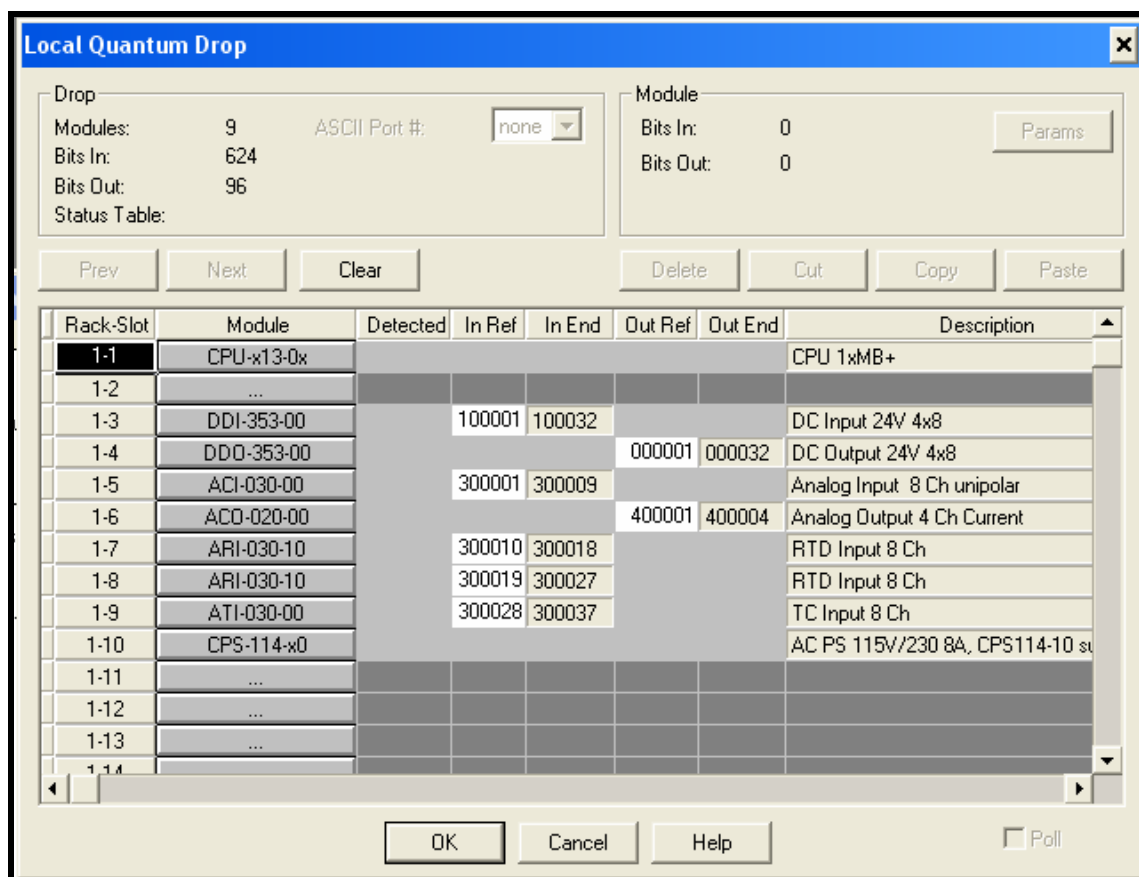 Local Quantum Drop
Drop
Modules: 9 ASCII Port #: none
Bits In: 624
Bits Out: 96
Status Table:
Module
Bits In: 0 Params
Bits Out: 0
Prev Next Clear Delete Cut Copy Paste
Rack-Slot Module Detected In Ref In End Out Ref Out End Description
1-1 CPU-x13-0x CPU 1xMB+
1-2 ...
1-3 DDI-353-00 100001 100032 DC Input 24V 4x8
1-4 DDO-353-00 000001 000032 DC Output 24V 4x8
1-5 ACI-030-00 300001 300009 Analog Input 8 Ch unipolar
1-6 ACO-020-00 400001 400004 Analog Output 4 Ch Current
1-7 ARI-030-10 300010 300018 RTD Input 8 Ch
1-8 ARI-030-10 300019 300027 RTD Input 8 Ch
1-9 ATI-030-00 300028 300037 TC Input 8 Ch
1-10 CPS-114-x0 AC PS 115V/230 8A, CPS114-10 su
1-11 ...
1-12 ...
1-13 ...
1-14
OK Cancel Help Poll